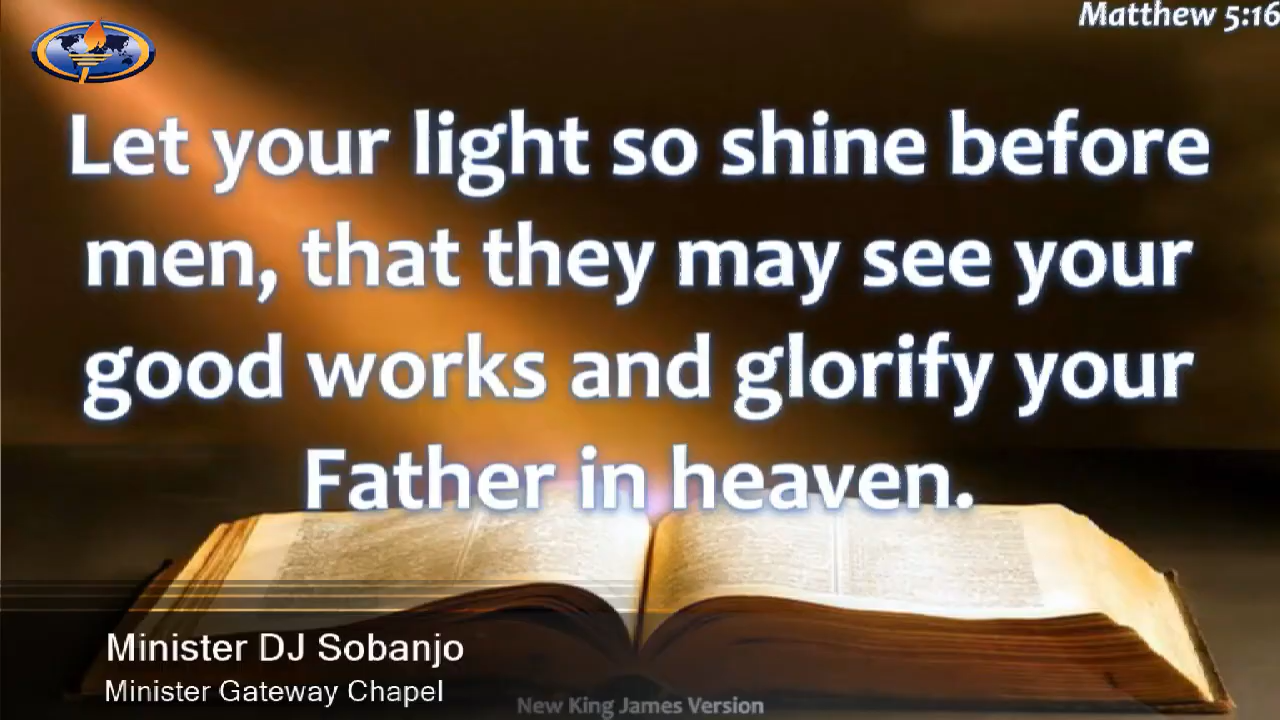 Matthew 5:16
Let your light so shine before
men, that they may see your
good works and glorify your
Father in heaven.
Minister DJ Sobanjo
Minister Gateway Chapel
New King James Version